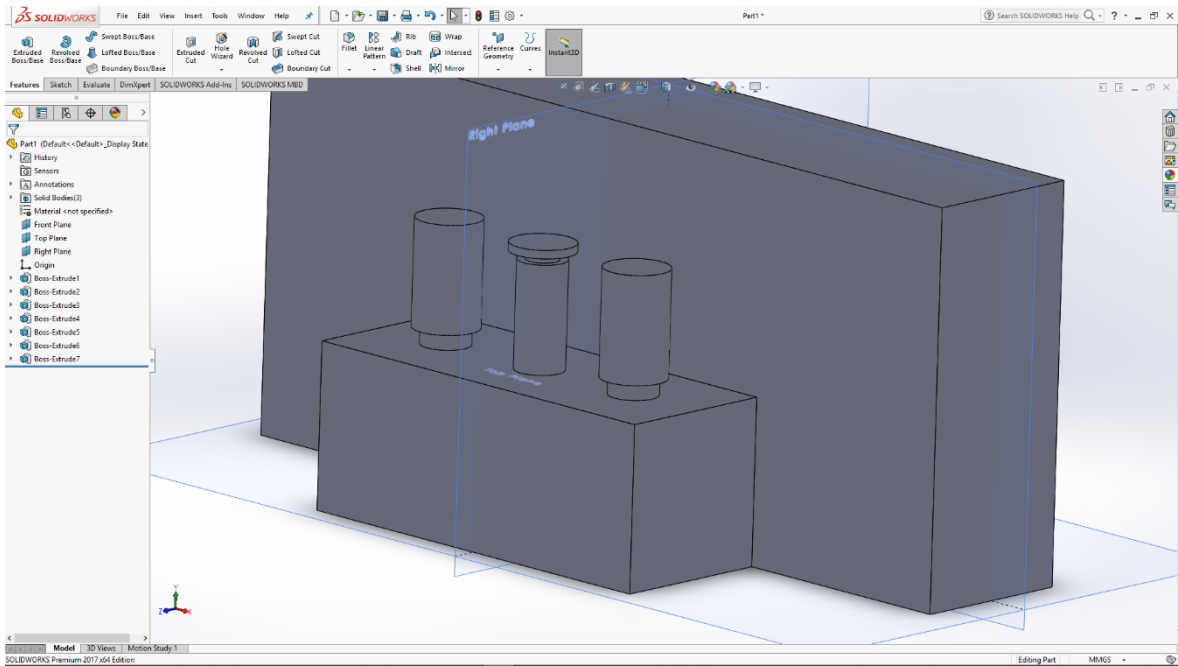 SOLIDWORKS File Edit View Insert Tools Window Help Part1 * Search SOLIDWORKS Help
Extruded Boss/Base
Revolved Boss/Base
Swept Boss/Base
Lofted Boss/Base
Boundary Boss/Base
Extruded Cut
Hole Wizard
Revolved Cut
Swept Cut
Lofted Cut
Boundary Cut
Fillet
Linear Pattern
Rib
Draft
Shell
Wrap
Intersect
Mirror
Reference Geometry
Curves
Instant3D
Features Sketch Evaluate DimXpert SOLIDWORKS Add-Ins SOLIDWORKS MBD
Part1 (Default<<Default>_Display State
History
Sensors
Annotations
Solid Bodies(3)
Material <not specified>
Front Plane
Top Plane
Right Plane
Origin
Boss-Extrude1
Boss-Extrude2
Boss-Extrude3
Boss-Extrude4
Boss-Extrude5
Boss-Extrude6
Boss-Extrude7
Right Plane
Top Plane
Y
Z X
Model 3D Views Motion Study 1
SOLIDWORKS Premium 2017 x64 Edition Editing Part MMGS